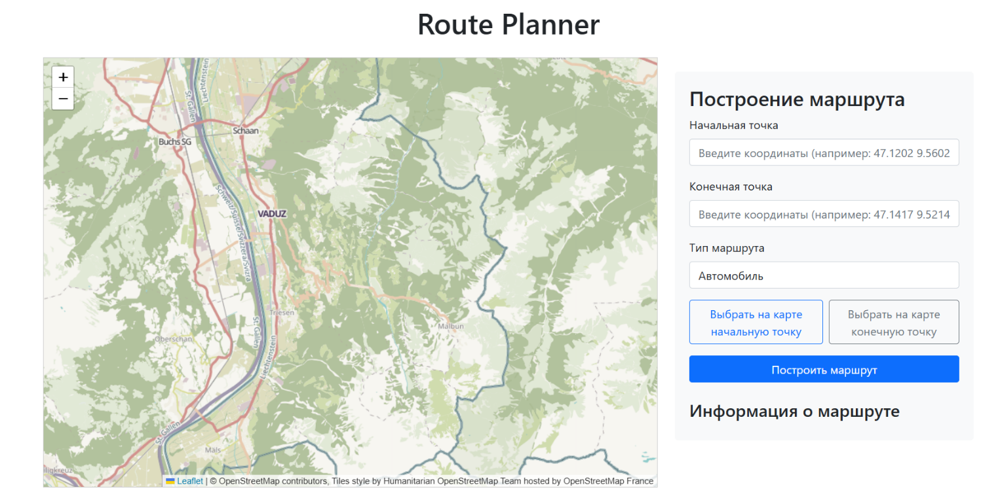 Route Planner
+
−
Liechtenstein
St. Gallen
Schaan
Buchs SG
Schweiz/Suisse/Svizzera/Svizra
VADUZ
Triesen
St. Gallen
Malbun
Oberschan
Liechtenstein
St. Gallen
Mäls
Leaflet | © OpenStreetMap contributors, Tiles style by Humanitarian OpenStreetMap Team hosted by OpenStreetMap France
Построение маршрута
Начальная точка
Введите координаты (например: 47.1202 9.5602
Конечная точка
Введите координаты (например: 47.1417 9.5214
Тип маршрута
Автомобиль
Выбрать на карте
начальную точку
Выбрать на карте
конечную точку
Построить маршрут
Информация о маршруте